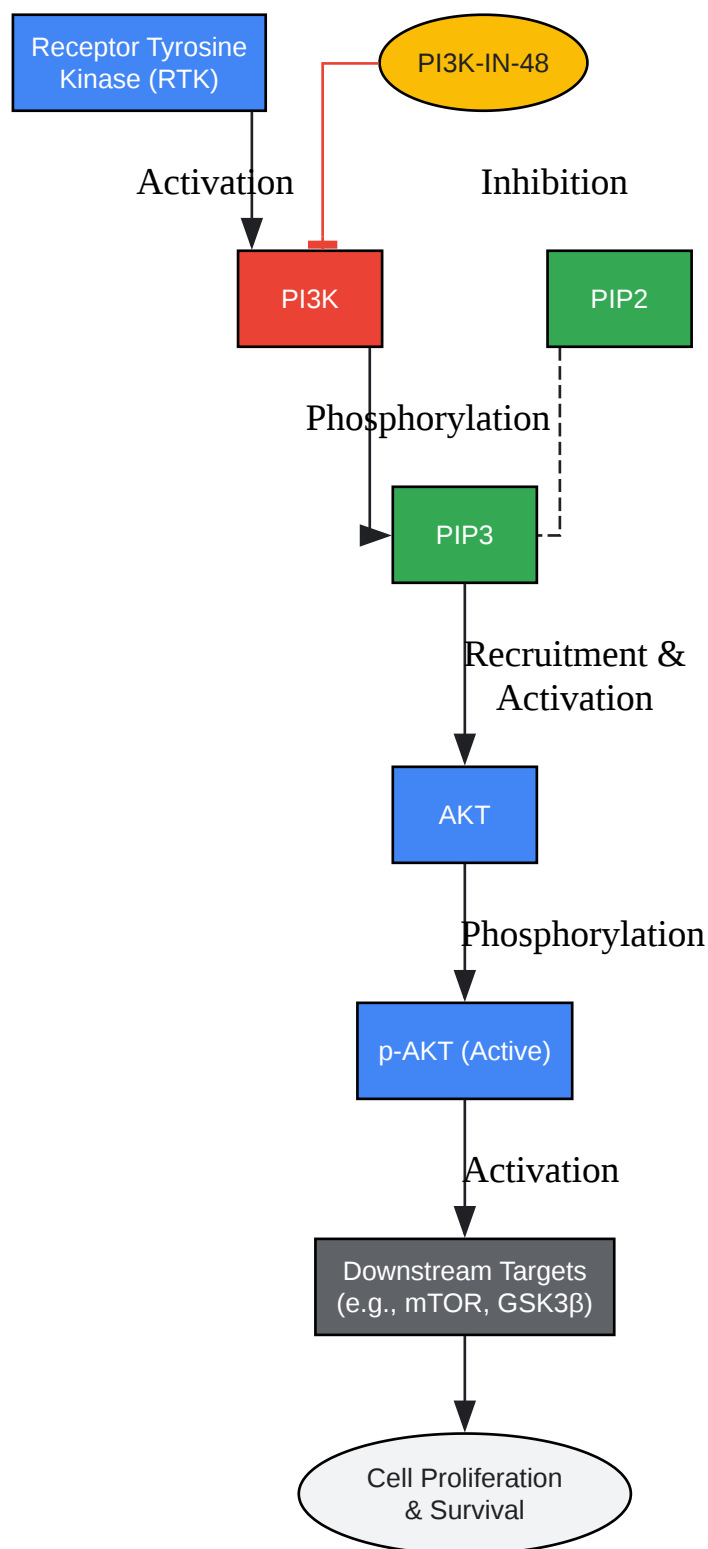 Receptor Tyrosine
Kinase (RTK)
PI3K-IN-48
Activation
Inhibition
PI3K
PIP2
Phosphorylation
PIP3
Recruitment &
Activation
AKT
Phosphorylation
p-AKT (Active)
Activation
Downstream Targets
(e.g., mTOR, GSK3β)
Cell Proliferation
& Survival